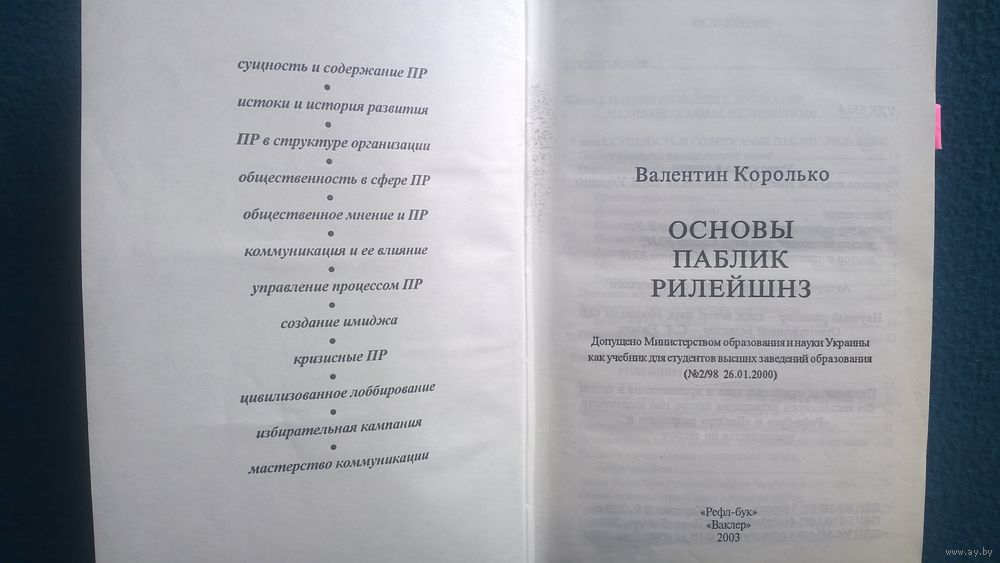 сущность и содержание ПР
•
истоки и история развития
•
ПР в структуре организации
•
общественность в сфере ПР
•
общественное мнение и ПР
•
коммуникация и ее влияние
•
управление процессом ПР
•
создание имиджа
•
кризисные ПР
•
цивилизованное лоббирование
•
избирательная кампания
•
мастерство коммуникации
Валентин Королько
ОСНОВЫ
ПАБЛИК
РИЛЕЙШНЗ
Допущено Министерством образования и науки Украины
как учебник для студентов высших заведений образования
(№2/98 26.01.2000)
«Рефл-бук»
«Ваклер»
2003
www.ay.by